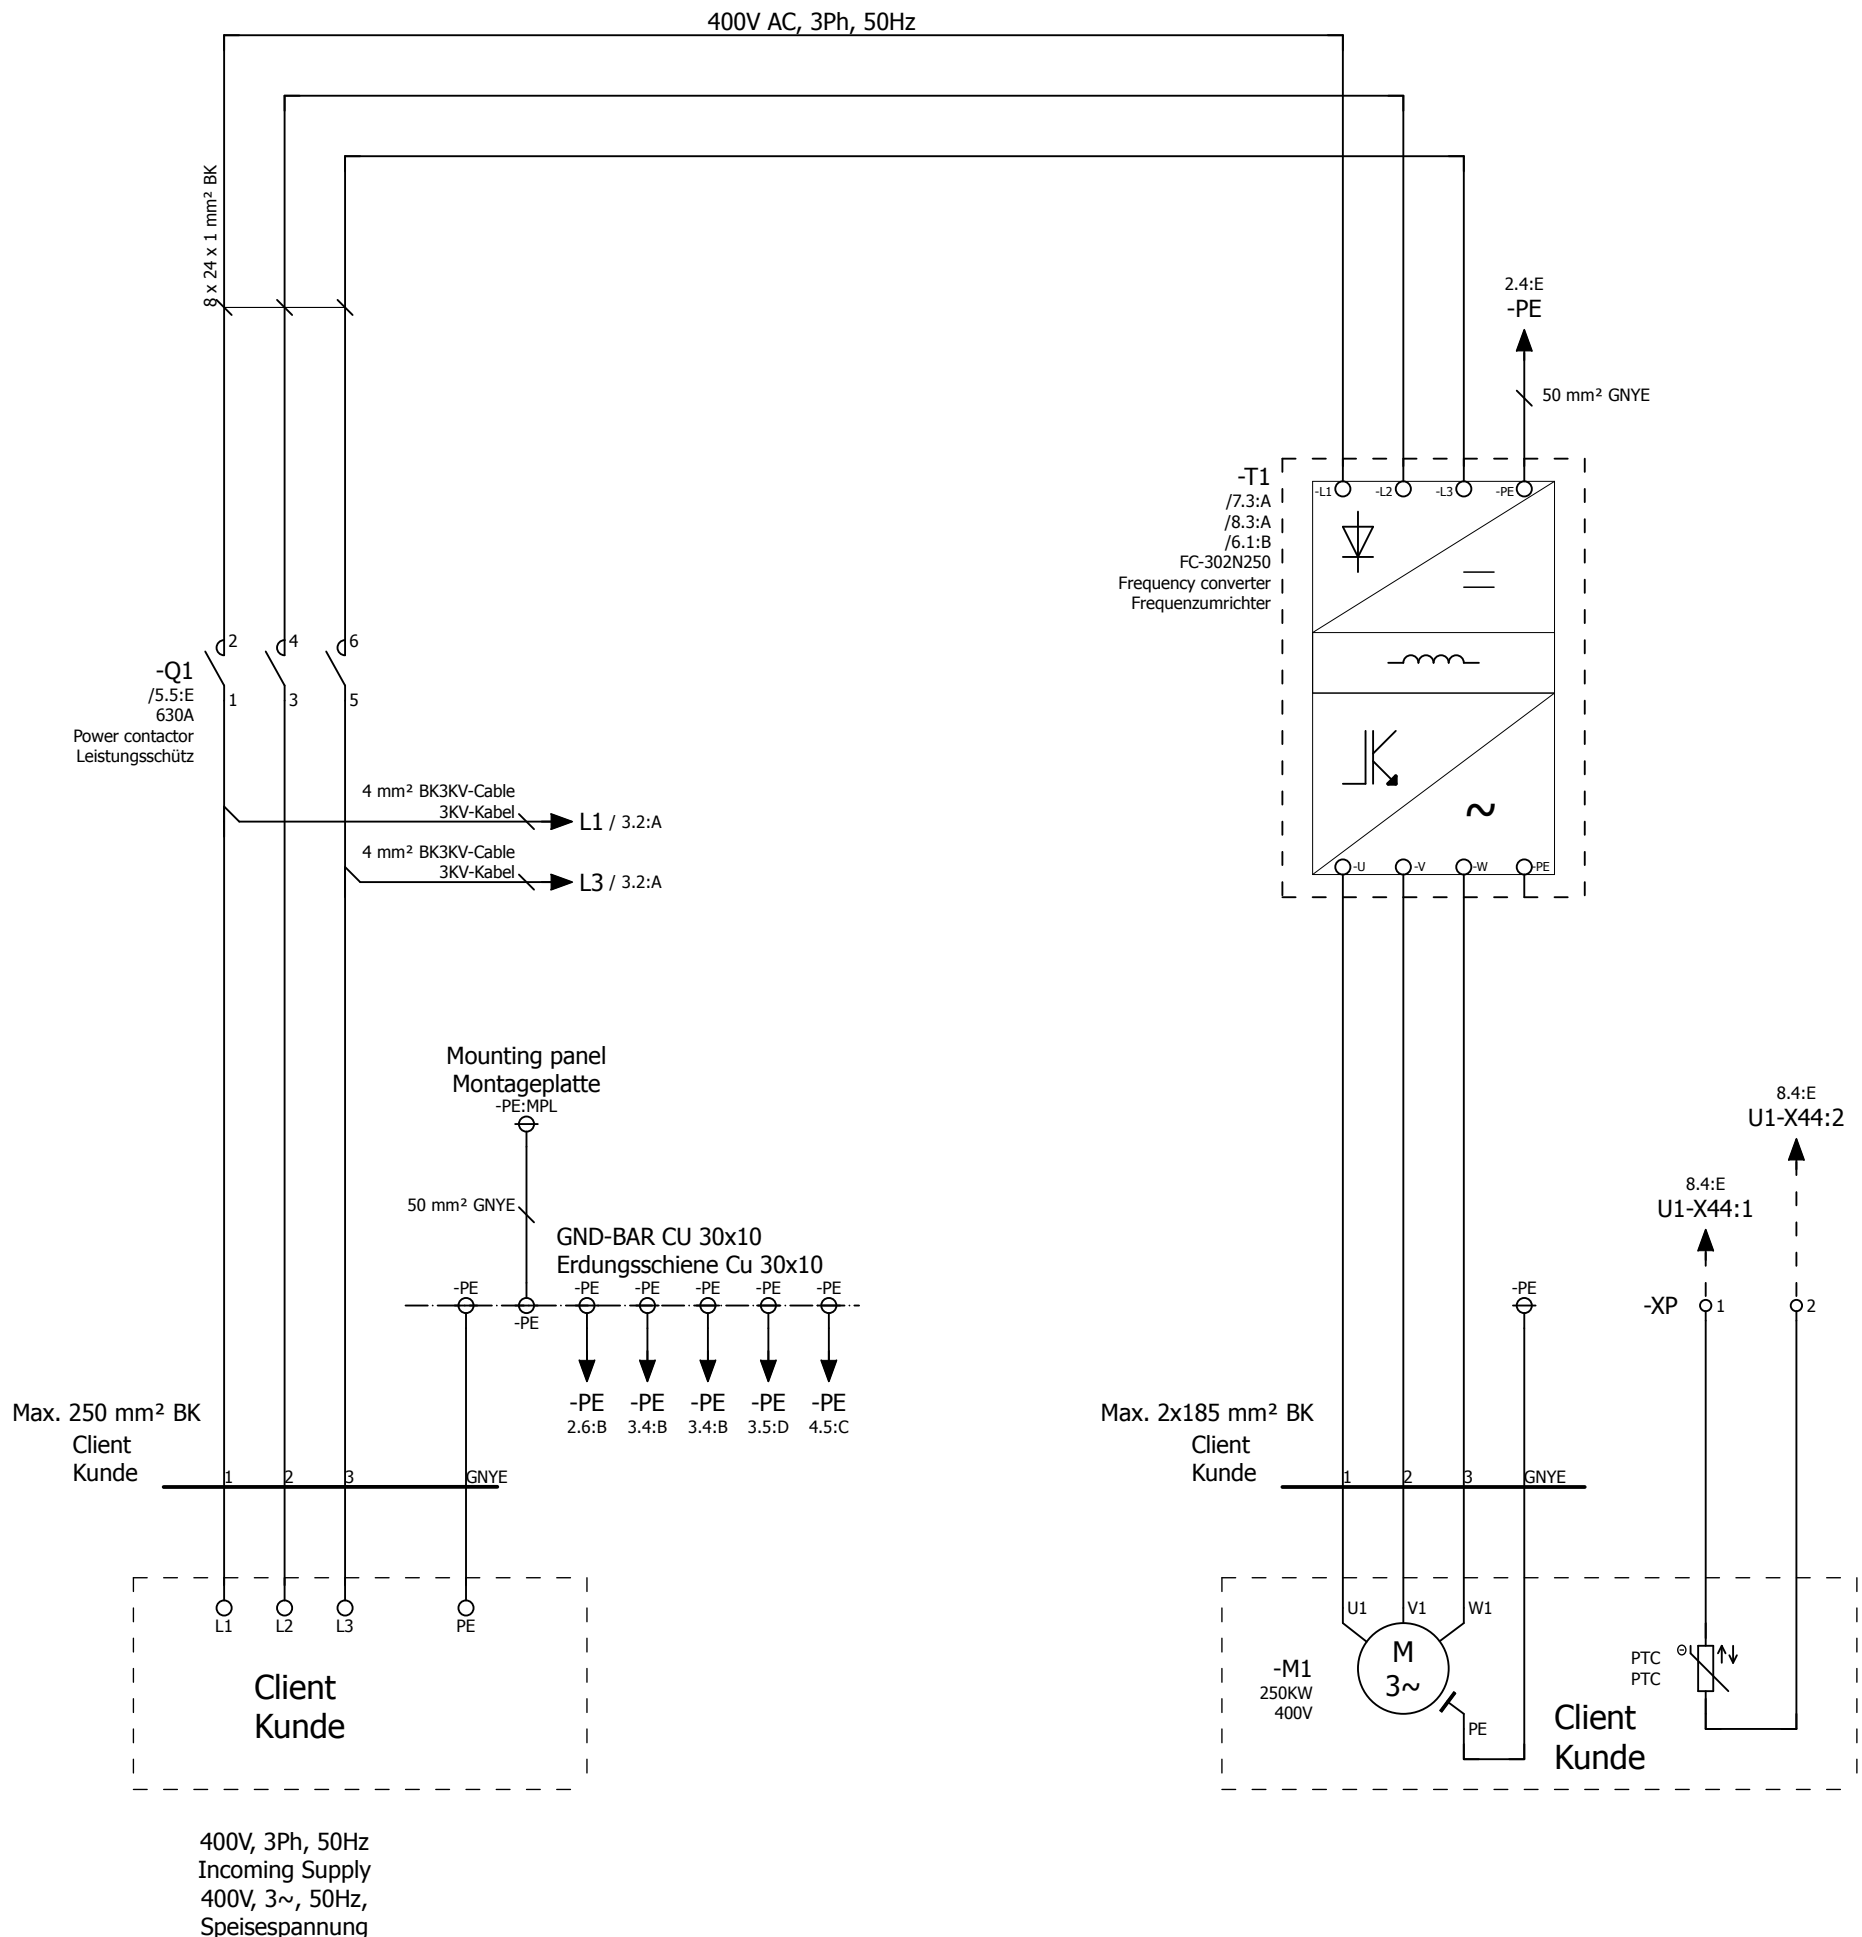 400V AC, 3Ph, 50Hz
8 x 24 x 1 mm² BK
2.4:E
-PE
50 mm² GNYE
-T1
/7.3:A
/8.3:A
/6.1:B
FC-302N250
Frequency converter
Frequenzumrichter
-L1
-L2
-L3
-PE
=
~
-U
-V
-W
-PE
2
4
6
-Q1
/5.5:E
630A
Power contactor
Leistungsschütz
1
3
5
4 mm² BK3KV-Cable
3KV-Kabel
L1 / 3.2:A
4 mm² BK3KV-Cable
3KV-Kabel
L3 / 3.2:A
Mounting panel
Montageplatte
-PE:MPL
50 mm² GNYE
GND-BAR CU 30x10
Erdungsschiene Cu 30x10
-PE
-PE
-PE
-PE
-PE
-PE
-PE
-PE
-PE
-PE
-PE
-PE
2.6:B
3.4:B
3.4:B
3.5:D
4.5:C
Max. 250 mm² BK
Client
Kunde
1
2
3
GNYE
L1
L2
L3
PE
Client
Kunde
400V, 3Ph, 50Hz
Incoming Supply
400V, 3~, 50Hz,
Speisespannung
8.4:E
U1-X44:2
8.4:E
U1-X44:1
-PE
-XP
1
2
Max. 2x185 mm² BK
Client
Kunde
1
2
3
GNYE
U1
V1
W1
M
3~
-M1
250KW
400V
PE
PTC
PTC
Θ
Client
Kunde